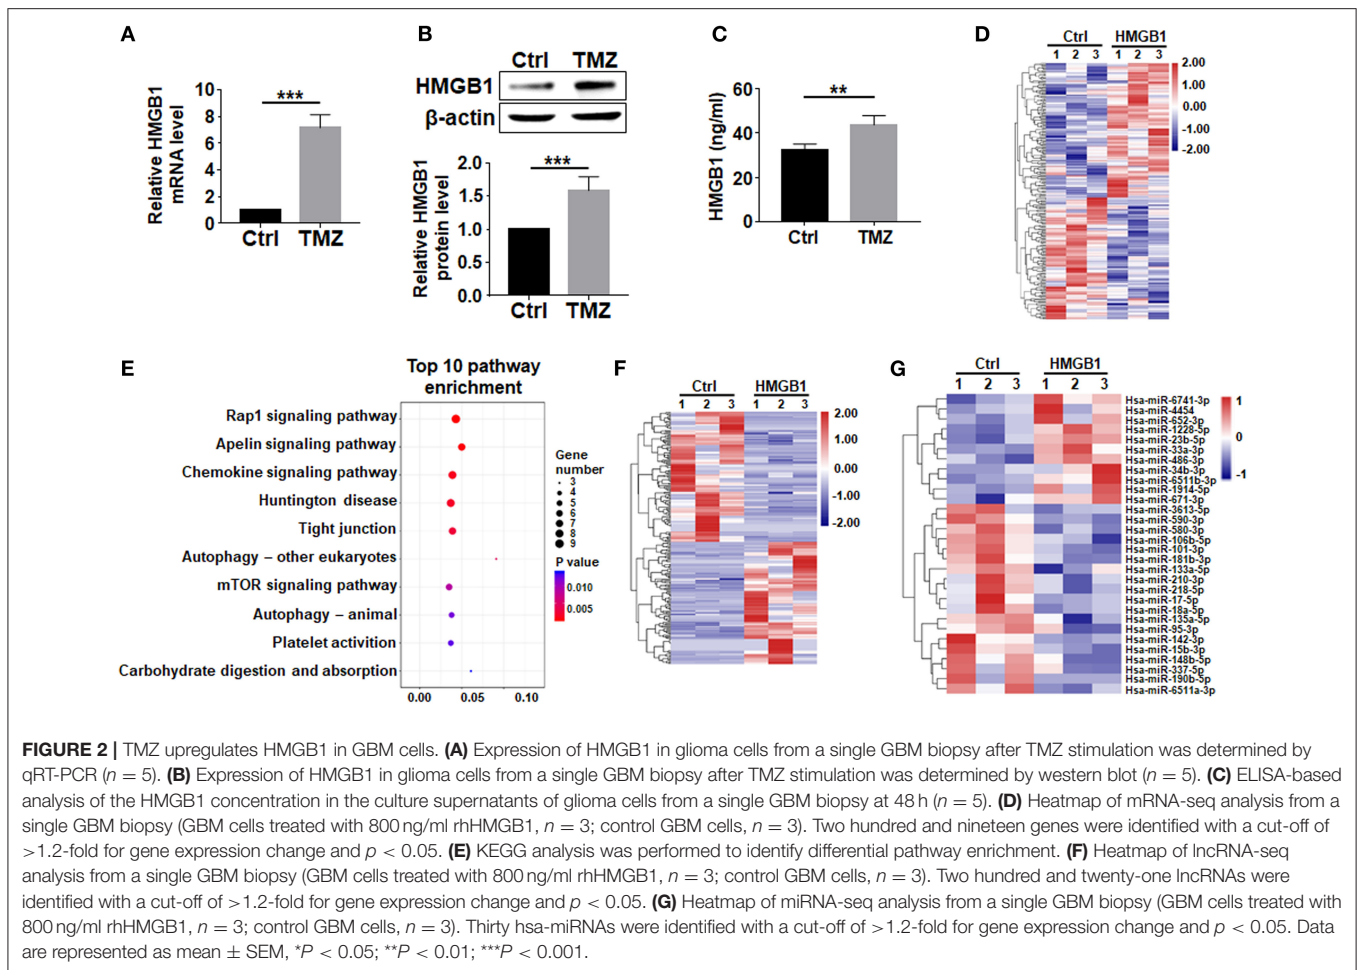 A
Relative HMGB1
mRNA level
10
8
6
4
2
0
***
Ctrl TMZ
B
Ctrl TMZ
HMGB1
β-actin
Relative HMGB1
protein level
2.0
1.5
1.0
0.5
0.0
***
Ctrl TMZ
C
HMGB1 (ng/ml)
60
40
20
0
**
Ctrl TMZ
D
Ctrl HMGB1
1 2 3 1 2 3
2.00
1.00
0.00
-1.00
-2.00
E
Top 10 pathway
enrichment
Rap1 signaling pathway
Apelin signaling pathway
Chemokine signaling pathway
Huntington disease
Tight junction
Autophagy – other eukaryotes
mTOR signaling pathway
Autophagy – animal
Platelet activition
Carbohydrate digestion and absorption
0.00 0.05 0.10
Gene
number
3
4
5
6
7
8
9
P value
0.010
0.005
F
Ctrl HMGB1
1 2 3 1 2 3
2.00
1.00
0.00
-1.00
-2.00
G
Ctrl HMGB1
1 2 3 1 2 3
1
0
-1
Hsa-miR-6741-3p
Hsa-miR-4454
Hsa-miR-652-3p
Hsa-miR-1228-5p
Hsa-miR-23b-5p
Hsa-miR-33a-3p
Hsa-miR-486-3p
Hsa-miR-34b-3p
Hsa-miR-6511b-3p
Hsa-miR-1914-5p
Hsa-miR-671-3p
Hsa-miR-3613-5p
Hsa-miR-590-3p
Hsa-miR-580-3p
Hsa-miR-106b-5p
Hsa-miR-101-3p
Hsa-miR-181b-3p
Hsa-miR-133a-5p
Hsa-miR-210-3p
Hsa-miR-218-5p
Hsa-miR-17-5p
Hsa-miR-18a-5p
Hsa-miR-135a-5p
Hsa-miR-95-3p
Hsa-miR-142-3p
Hsa-miR-15b-3p
Hsa-miR-148b-5p
Hsa-miR-337-5p
Hsa-miR-190b-5p
Hsa-miR-6511a-3p
FIGURE 2 | TMZ upregulates HMGB1 in GBM cells. (A) Expression of HMGB1 in glioma cells from a single GBM biopsy after TMZ stimulation was determined by
qRT-PCR (n = 5). (B) Expression of HMGB1 in glioma cells from a single GBM biopsy after TMZ stimulation was determined by western blot (n = 5). (C) ELISA-based
analysis of the HMGB1 concentration in the culture supernatants of glioma cells from a single GBM biopsy at 48 h (n = 5). (D) Heatmap of mRNA-seq analysis from a
single GBM biopsy (GBM cells treated with 800 ng/ml rhHMGB1, n = 3; control GBM cells, n = 3). Two hundred and nineteen genes were identified with a cut-off of
>1.2-fold for gene expression change and p < 0.05. (E) KEGG analysis was performed to identify differential pathway enrichment. (F) Heatmap of lncRNA-seq
analysis from a single GBM biopsy (GBM cells treated with 800 ng/ml rhHMGB1, n = 3; control GBM cells, n = 3). Two hundred and twenty-one lncRNAs were
identified with a cut-off of >1.2-fold for gene expression change and p < 0.05. (G) Heatmap of miRNA-seq analysis from a single GBM biopsy (GBM cells treated with
800 ng/ml rhHMGB1, n = 3; control GBM cells, n = 3). Thirty hsa-miRNAs were identified with a cut-off of >1.2-fold for gene expression change and p < 0.05. Data
are represented as mean ± SEM, *P < 0.05; **P < 0.01; ***P < 0.001.